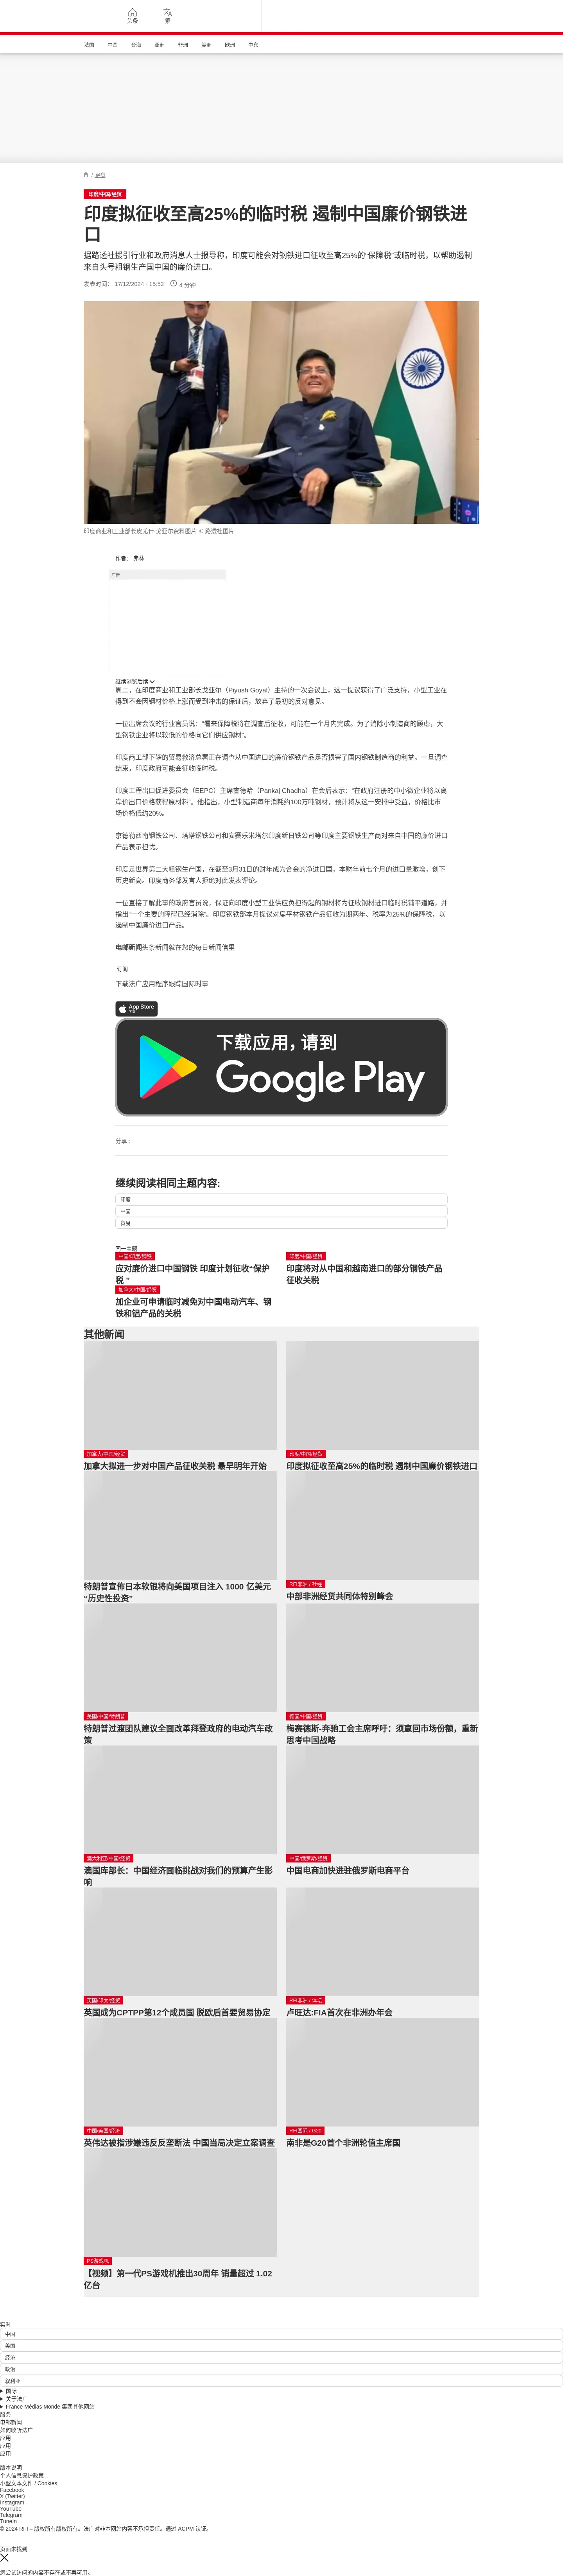 头条
繁
法国
中国
台海
亚洲
非洲
美洲
欧洲
中东
/ 经贸
印度/中国/经贸
印度拟征收至高25%的临时税 遏制中国廉价钢铁进
口
据路透社援引行业和政府消息人士报导称，印度可能会对钢铁进口征收至高25%的“保障税”或临时税，以帮助遏制
来自头号粗钢生产国中国的廉价进口。
发表时间： 17/12/2024 - 15:52
4 分钟
印度商业和工业部长皮尤什·戈亚尔资料图片 © 路透社图片
作者： 弗林
广告
继续浏览后续
周二，在印度商业和工业部长戈亚尔（Piyush Goyal）主持的一次会议上，这一提议获得了广泛支持，小型工业在
得到不会因钢材价格上涨而受到冲击的保证后，放弃了最初的反对意见。
一位出席会议的行业官员说：“看来保障税将在调查后征收，可能在一个月内完成。为了消除小制造商的顾虑，大
型钢铁企业将以较低的价格向它们供应钢材”。
印度商工部下辖的贸易救济总署正在调查从中国进口的廉价钢铁产品是否损害了国内钢铁制造商的利益。一旦调查
结束，印度政府可能会征收临时税。
印度工程出口促进委员会（EEPC）主席查德哈（Pankaj Chadha）在会后表示：“在政府注册的中小微企业将以离
岸价出口价格获得原材料”。他指出，小型制造商每年消耗约100万吨钢材，预计将从这一安排中受益，价格比市
场价格低约20%。
京德勒西南钢铁公司、塔塔钢铁公司和安赛乐米塔尔印度新日铁公司等印度主要钢铁生产商对来自中国的廉价进口
产品表示担忧。
印度是世界第二大粗钢生产国，在截至3月31日的财年成为合金的净进口国，本财年前七个月的进口量激增，创下
历史新高。印度商务部发言人拒绝对此发表评论。
一位直接了解此事的政府官员说，保证向印度小型工业供应负担得起的钢材将为征收钢材进口临时税铺平道路，并
指出“一个主要的障碍已经消除”。印度钢铁部本月提议对扁平材钢铁产品征收为期两年、税率为25%的保障税，以
遏制中国廉价进口产品。
电邮新闻头条新闻就在您的每日新闻信里
订阅
下载法广应用程序跟踪国际时事
App Store
下载
下载应用，请到
Google Play
分享 :
继续阅读相同主题内容:
印度
中国
贸易
同一主题
中国/印度/钢铁
应对廉价进口中国钢铁 印度计划征收“保护
税 ”
印度/中国/经贸
印度将对从中国和越南进口的部分钢铁产品
征收关税
加拿大/中国/经贸
加企业可申请临时减免对中国电动汽车、钢
铁和铝产品的关税
其他新闻
加拿大/中国/经贸
加拿大拟进一步对中国产品征收关税 最早明年开始
印度/中国/经贸
印度拟征收至高25%的临时税 遏制中国廉价钢铁进口
特朗普宣佈日本软银将向美国项目注入 1000 亿美元
“历史性投资”
RFI非洲 / 社经
中部非洲经货共同体特别峰会
美国/中国/特朗普
特朗普过渡团队建议全面改革拜登政府的电动汽车政
策
德国/中国/经贸
梅赛德斯-奔驰工会主席呼吁：须赢回市场份额，重新
思考中国战略
澳大利亚/中国/经贸
澳国库部长：中国经济面临挑战对我们的预算产生影
响
中国/俄罗斯/经贸
中国电商加快进驻俄罗斯电商平台
英国/印太/经贸
英国成为CPTPP第12个成员国 脱欧后首要贸易协定
RFI非洲 / 体坛
卢旺达:FIA首次在非洲办年会
中国/美国/经济
英伟达被指涉嫌违反反垄断法 中国当局决定立案调查
RFI国际 / G20
南非是G20首个非洲轮值主席国
PS游戏机
【视频】第一代PS游戏机推出30周年 销量超过 1.02
亿台
实时
中国
美国
经济
政治
叙利亚
国际
关于法广
France Médias Monde 集团其他网站
服务
电邮新闻
如何收听法广
应用
应用
应用
版本说明
个人信息保护政策
小型文本文件 / Cookies
Facebook
X (Twitter)
Instagram
YouTube
Telegram
TuneIn
© 2024 RFI – 版权所有版权所有。法广对非本网站内容不承担责任。通过 ACPM 认证。
页面未找到
您尝试访问的内容不存在或不再可用。